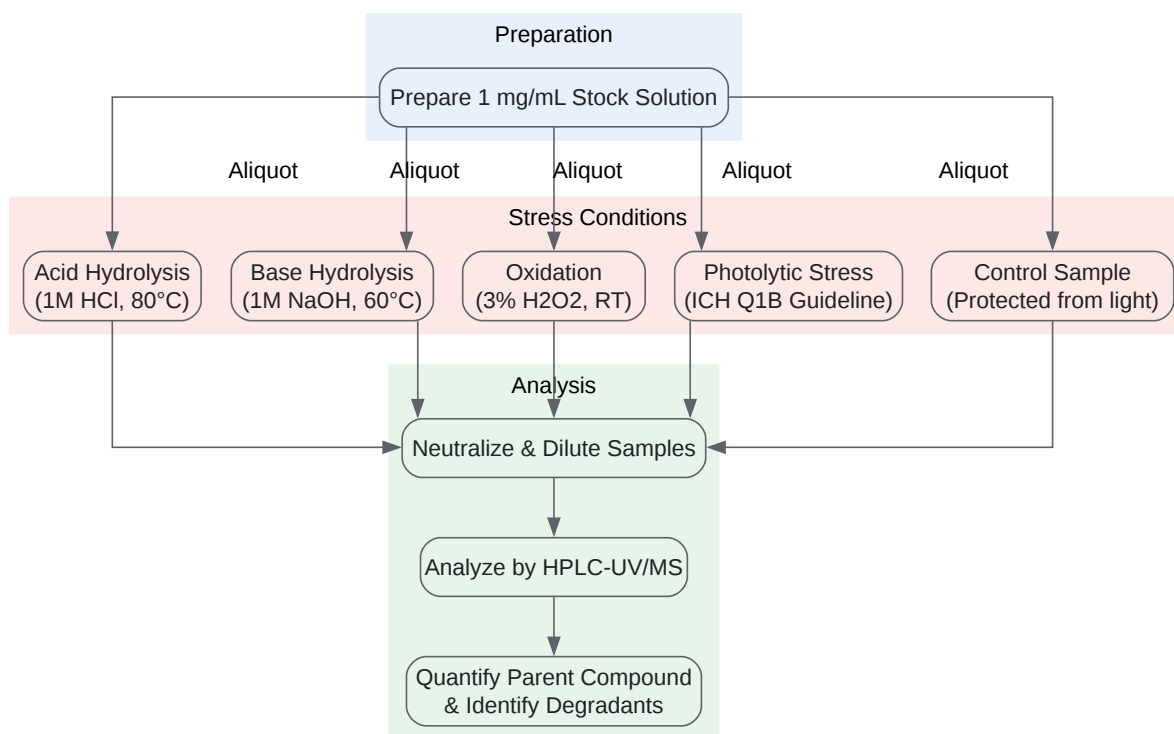 Preparation
Prepare 1 mg/mL Stock Solution
Aliquot
Aliquot
Aliquot
Aliquot
Aliquot
Stress Conditions
Acid Hydrolysis
(1M HCl, 80°C)
Base Hydrolysis
(1M NaOH, 60°C)
Oxidation
(3% H2O2, RT)
Photolytic Stress
(ICH Q1B Guideline)
Control Sample
(Protected from light)
Analysis
Neutralize & Dilute Samples
Analyze by HPLC-UV/MS
Quantify Parent Compound
& Identify Degradants